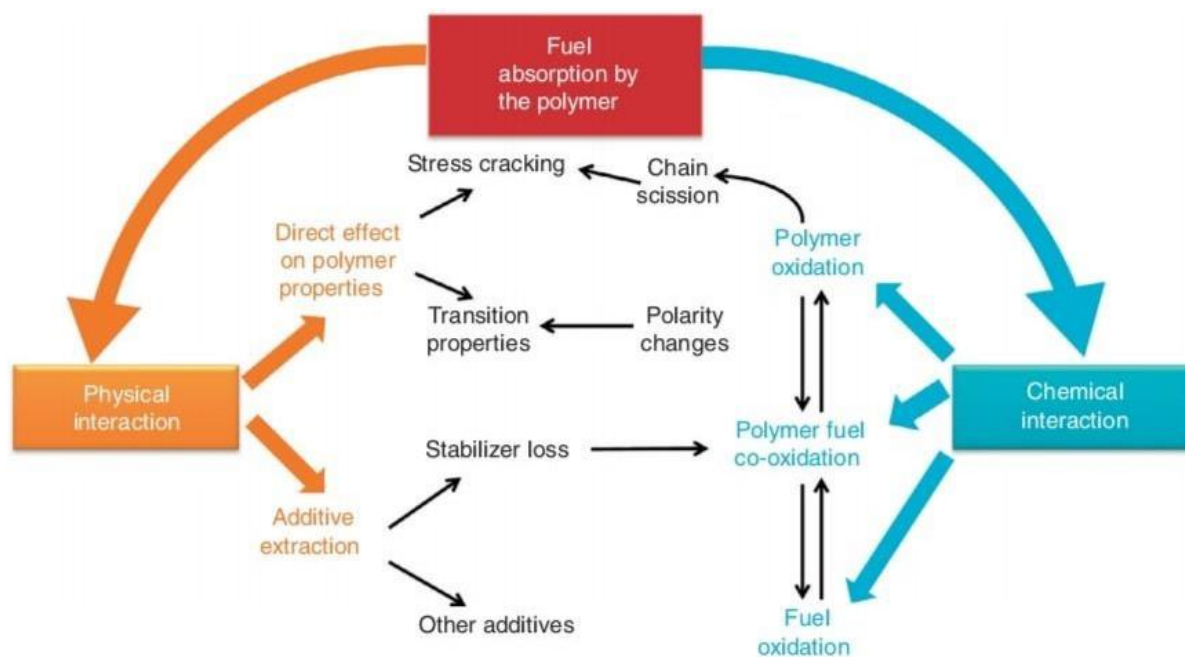 Fuel
absorption by
the polymer
Stress cracking
Chain
scission
Direct effect
on polymer
properties
Polymer
oxidation
Transition
properties
Polarity
changes
Physical
interaction
Chemical
interaction
Stabilizer loss
Polymer fuel
co-oxidation
Additive
extraction
Other additives
Fuel
oxidation